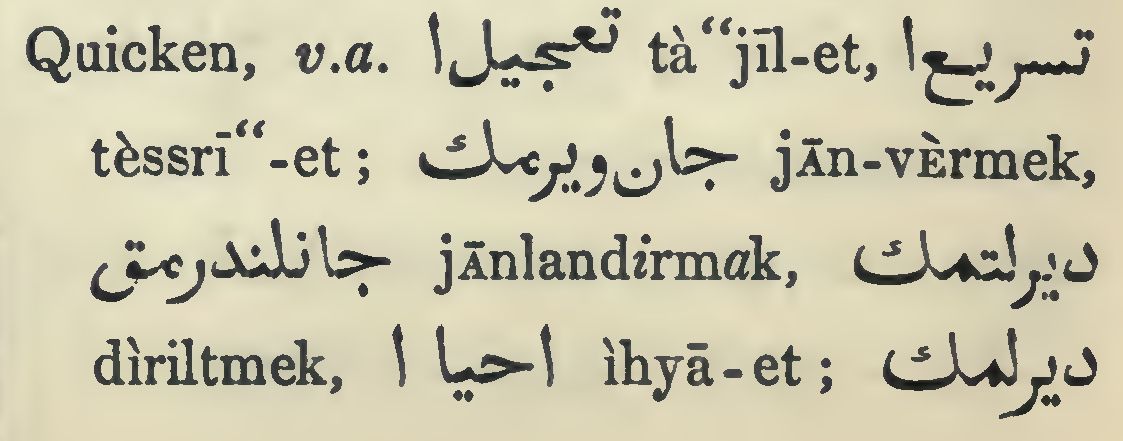 Quicken, v.a. تعجيل ا tà“jīl-et, تسريع ا
tèssrī“-et; جان ويرمك jĀn-vÈrmek,
جانلندرمق jĀnlandirmak, ديرلتمك
dìriltmek, احيا ا ìhyā-et; ديرلمك